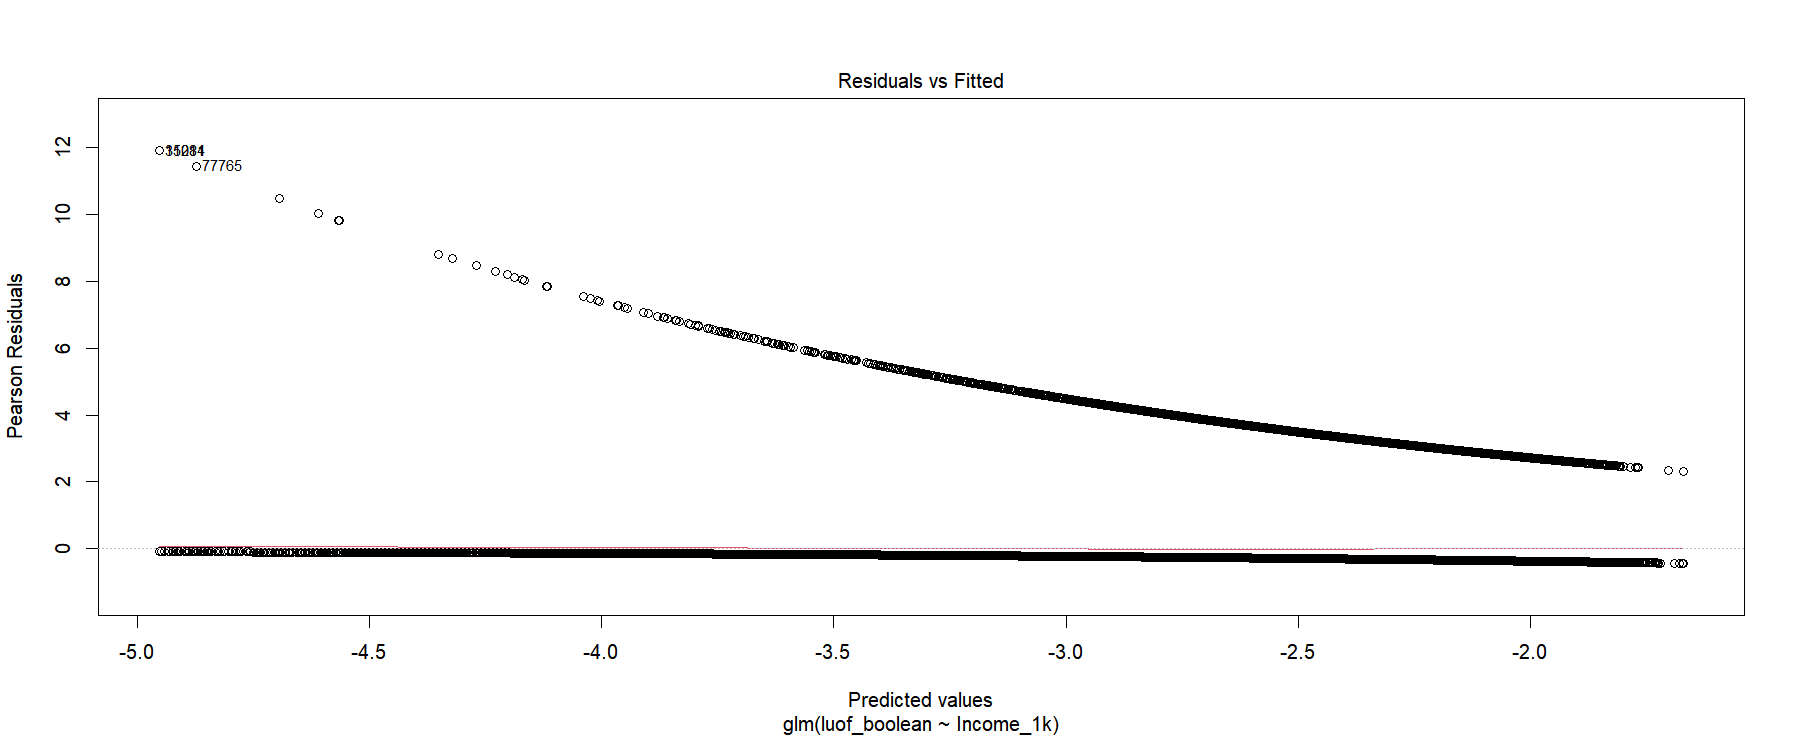 Residuals vs Fitted
12
10
8
6
4
2
0
Pearson Residuals
77765
-5.0 -4.5 -4.0 -3.5 -3.0 -2.5 -2.0
Predicted values
glm(luof_boolean ~ Income_1k)